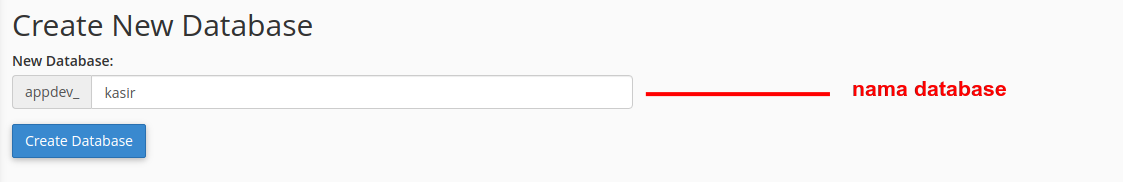 Create New Database
New Database:
appdev_ kasir
nama database
Create Database